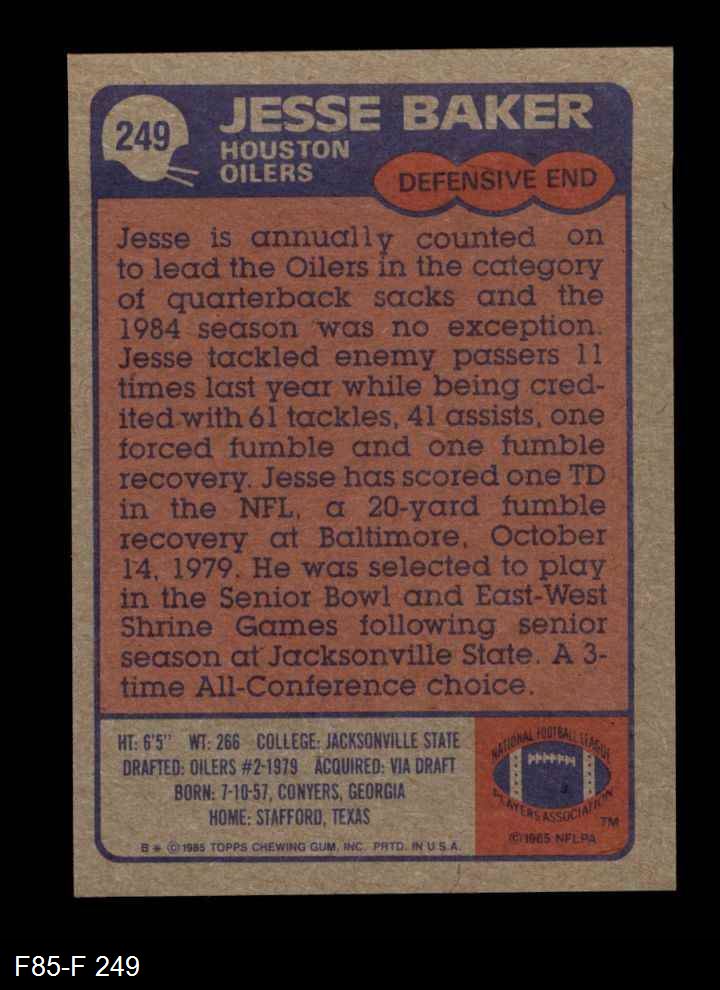 249
JESSE BAKER
HOUSTON
OILERS
DEFENSIVE END
Jesse is annually counted on
to lead the Oilers in the category
of quarterback sacks and the
1984 season was no exception.
Jesse tackled enemy passers 11
times last year while being cred-
ited with 61 tackles, 41 assists, one
forced fumble and one fumble
recovery. Jesse has scored one TD
in the NFL, a 20-yard fumble
recovery at Baltimore, October
14, 1979. He was selected to play
in the Senior Bowl and East-West
Shrine Games following senior
season at Jacksonville State. A 3-
time All-Conference choice.
HT: 6'5" WT: 266 COLLEGE: JACKSONVILLE STATE
DRAFTED: OILERS #2-1979 ACQUIRED: VIA DRAFT
BORN: 7-10-57, CONYERS, GEORGIA
HOME: STAFFORD, TEXAS
B * © 1985 TOPPS CHEWING GUM, INC. PRTD. IN U.S.A.
NATIONAL FOOTBALL LEAGUE
PLAYERS ASSOCIATION
TM
© 1985 NFLPA
F85-F 249